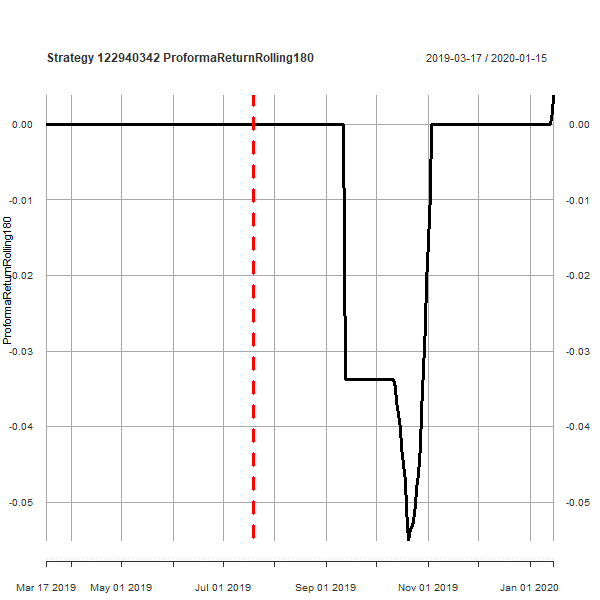 Strategy 122940342 ProformaReturnRolling180
2019-03-17 / 2020-01-15
0.00
0.00
-0.01
-0.01
-0.02
-0.02
-0.03
-0.03
-0.04
-0.04
-0.05
-0.05
ProformaReturnRolling180
Mar 17 2019
May 01 2019
Jul 01 2019
Sep 01 2019
Nov 01 2019
Jan 01 2020